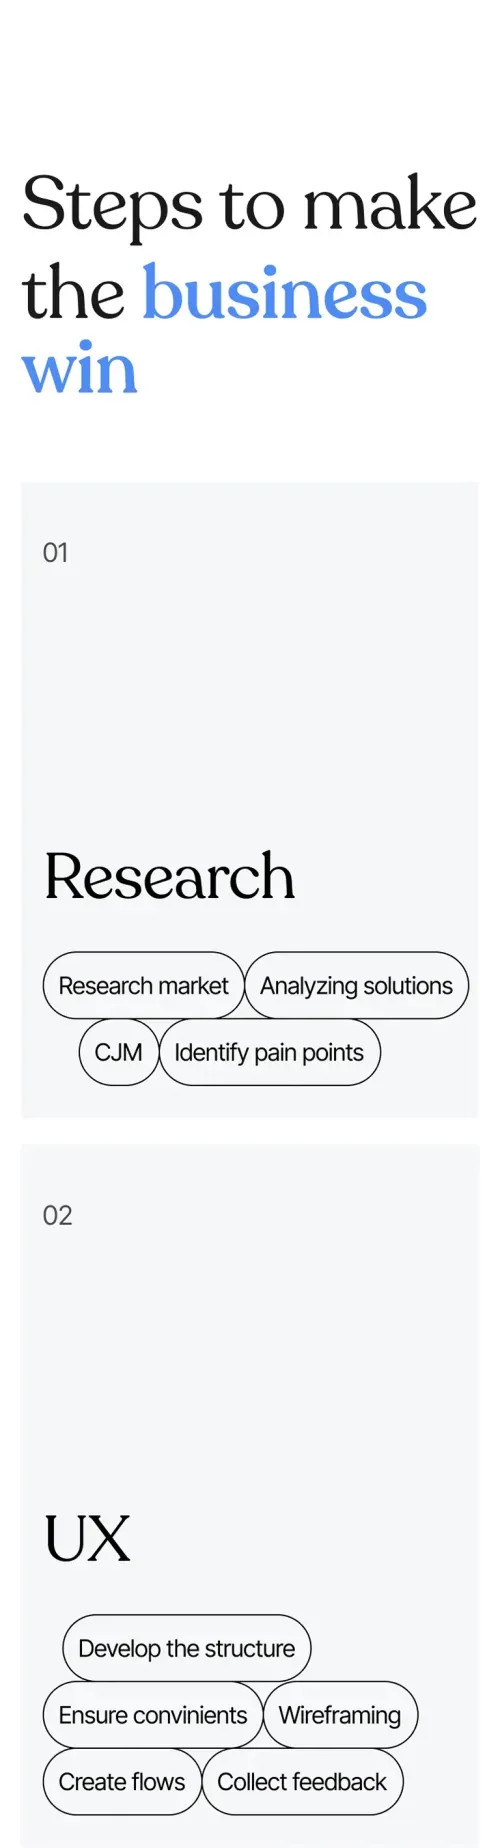 Steps to make
the business
win
01
Research
Research market Analyzing solutions
CJM Identify pain points
02
UX
Develop the structure
Ensure convinients Wireframing
Create flows Collect feedback